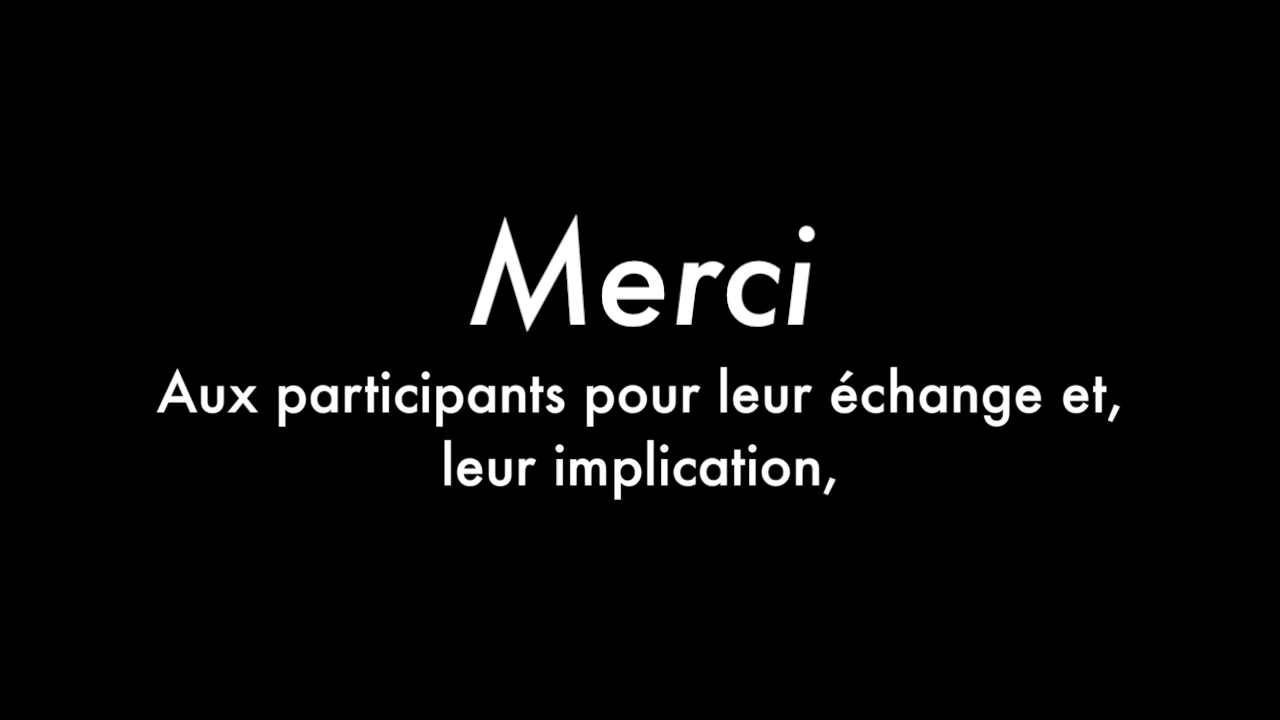 Merci
Aux participants pour leur échange et,
leur implication,